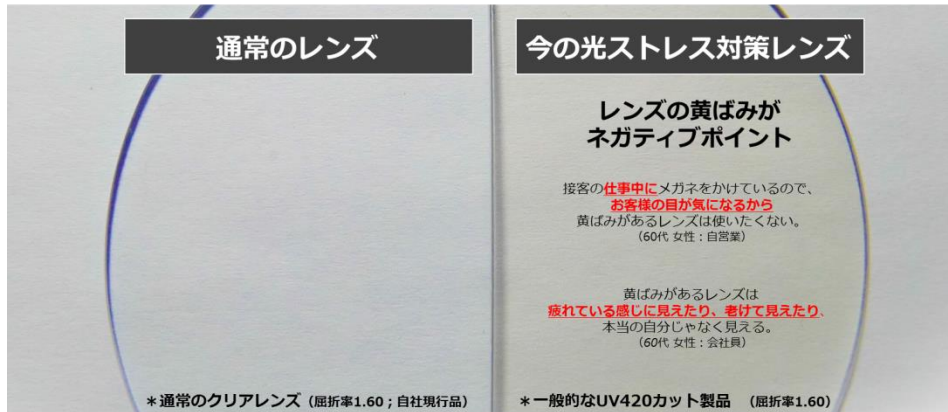 通常のレンズ
今の光ストレス対策レンズ
レンズの黄ばみが
ネガティブポイント
接客の仕事中にメガネをかけているので、
お客様の目が気になるから
黄ばみがあるレンズは使いたくない。
(60代 女性：自営業)
黄ばみがあるレンズは
疲れている感じに見えたり、老けて見えたり、
本当の自分じゃなく見える。
(60代 女性：会社員)
＊通常のクリアレンズ（屈折率1.60；自社現行品）
＊一般的なUV420カット製品 （屈折率1.60）